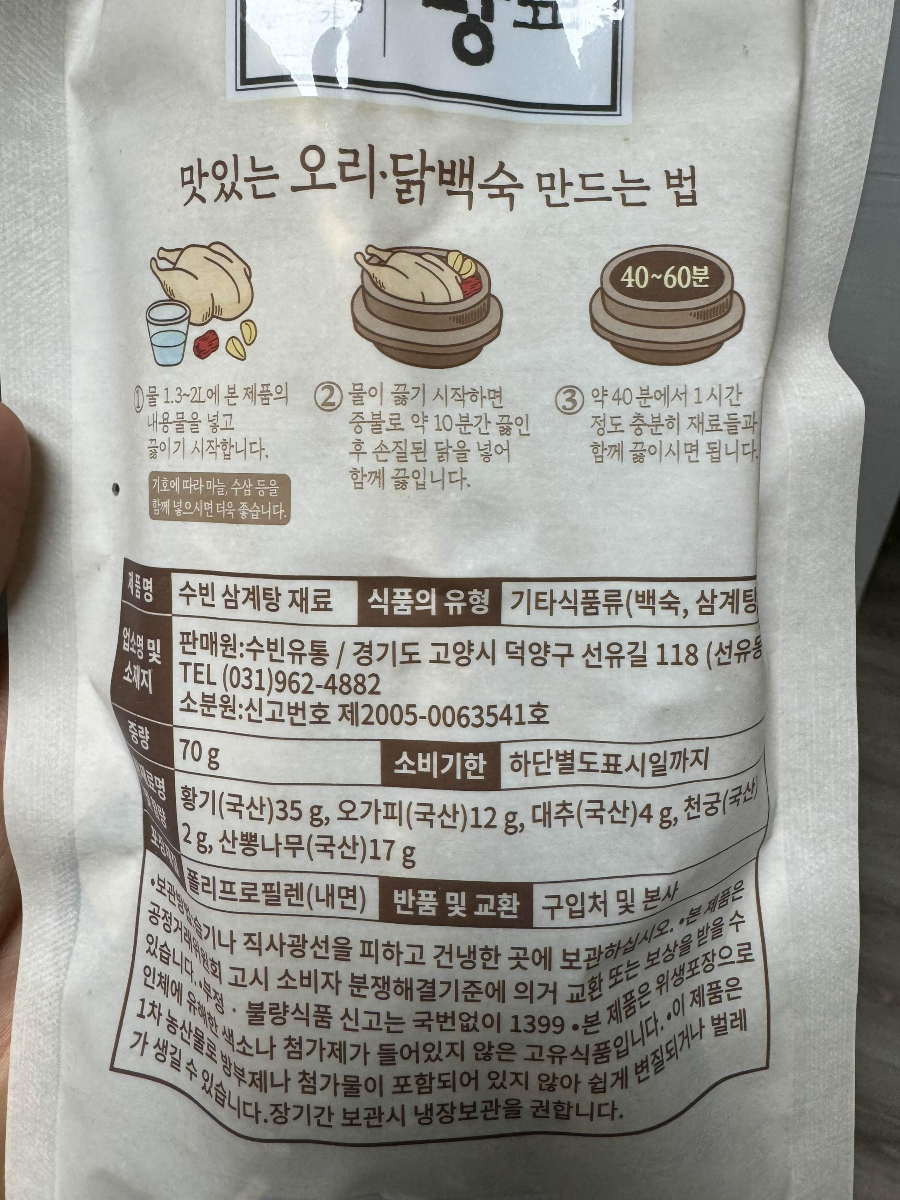 맛있는 오리·닭백숙 만드는 법
40~60분
① 물 1.3~2L에 본 제품의
내용물을 넣고
끓이기 시작합니다.
기호에 따라 마늘, 수삼 등을
함께 넣으시면 더욱 좋습니다.
② 물이 끓기 시작하면
중불로 약 10분간 끓인
후 손질된 닭을 넣어
함께 끓입니다.
③ 약 40분에서 1시간
정도 충분히 재료들과
함께 끓이시면 됩니다.
제품명 수빈 삼계탕 재료 식품의 유형 기타식품류(백숙, 삼계탕
업소명 및
소재지
판매원:수빈유통 / 경기도 고양시 덕양구 선유길 118 (선유동
TEL (031)962-4882
소분원:신고번호 제2005-0063541호
중량 70 g 소비기한 하단별도표시일까지
황기(국산)35 g, 오가피(국산)12 g, 대추(국산)4 g, 천궁(국산)
2 g, 산뽕나무(국산)17 g
폴리프로필렌(내면) 반품 및 교환 구입처 및 본사
•보관방법:습기나 직사광선을 피하고 건냉한 곳에 보관하십시오. •본 제품은
공정거래위원회 고시 소비자 분쟁해결기준에 의거 교환 또는 보상을 받을 수
있습니다. •부정·불량식품 신고는 국번없이 1399 •본 제품은 위생포장으로
인체에 유해한 색소나 첨가제가 들어있지 않은 고유식품입니다. •이 제품은
1차 농산물로 방부제나 첨가물이 포함되어 있지 않아 쉽게 변질되거나 벌레
가 생길 수 있습니다.장기간 보관시 냉장보관을 권합니다.